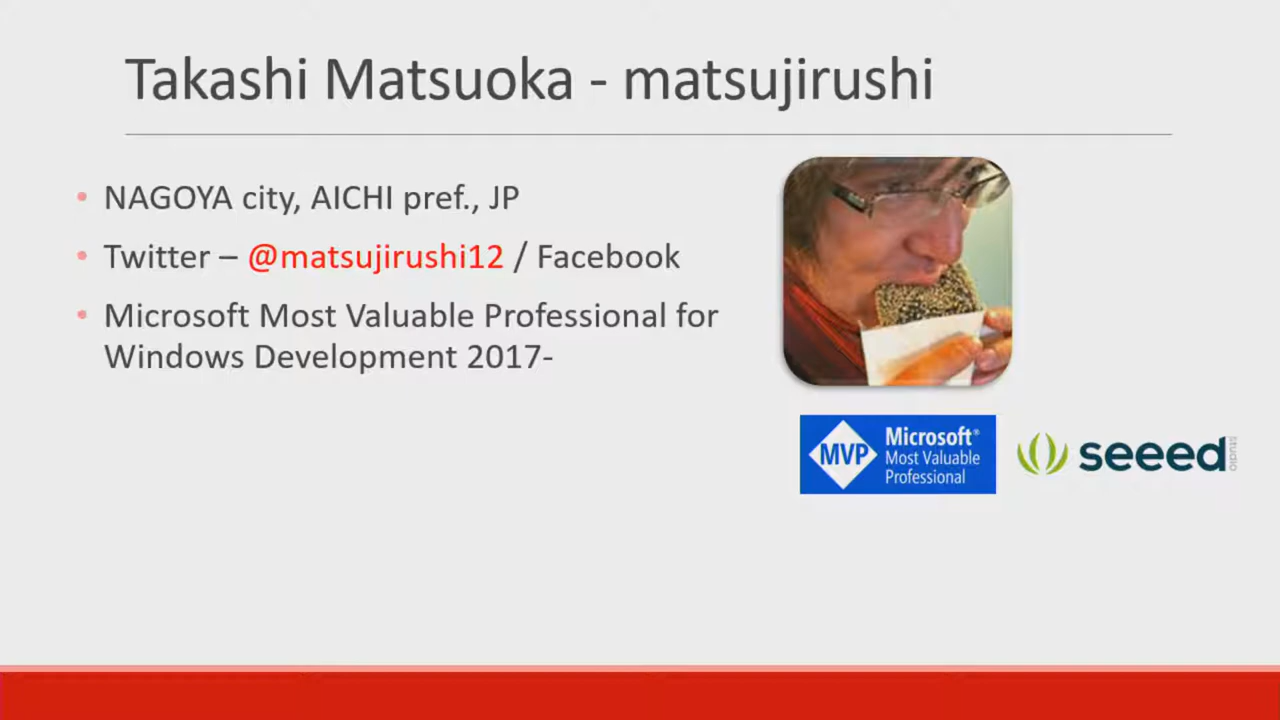 Takashi Matsuoka - matsujirushi
• NAGOYA city, AICHI pref., JP
• Twitter – @matsujirushi12 / Facebook
• Microsoft Most Valuable Professional for
Windows Development 2017-
MVP
Microsoft®
Most Valuable
Professional
seeed
studio